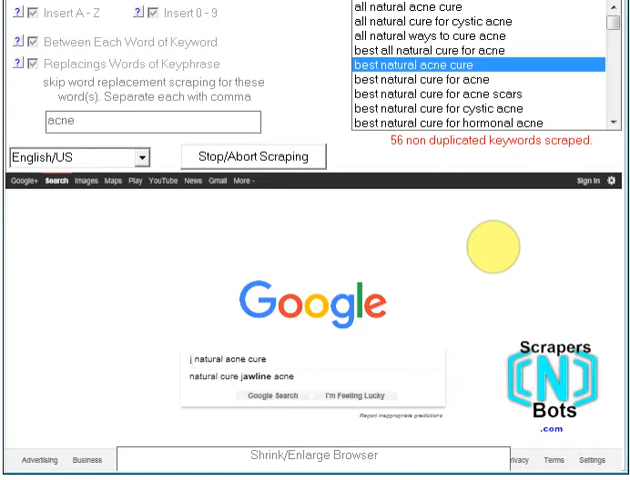 ? Insert A - Z ? Insert 0 - 9
? Between Each Word of Keyword
? Replacings Words of Keyphrase
skip word replacement scraping for these
word(s). Separate each with comma
acne
all natural acne cure
all natural cure for cystic acne
all natural ways to cure acne
best all natural cure for acne
best natural acne cure
best natural cure for acne
best natural cure for acne scars
best natural cure for cystic acne
best natural cure for hormonal acne
56 non duplicated keywords scraped.
English/US Stop/Abort Scraping
Google+ Search Images Maps Play YouTube News Gmail More - Sign in
Google
j natural acne cure
natural cure jawline acne
Google Search I'm Feeling Lucky
Report inappropriate predictions
Scrapers
[N]
Bots
.com
Advertising Business Shrink/Enlarge Browser Terms Settings